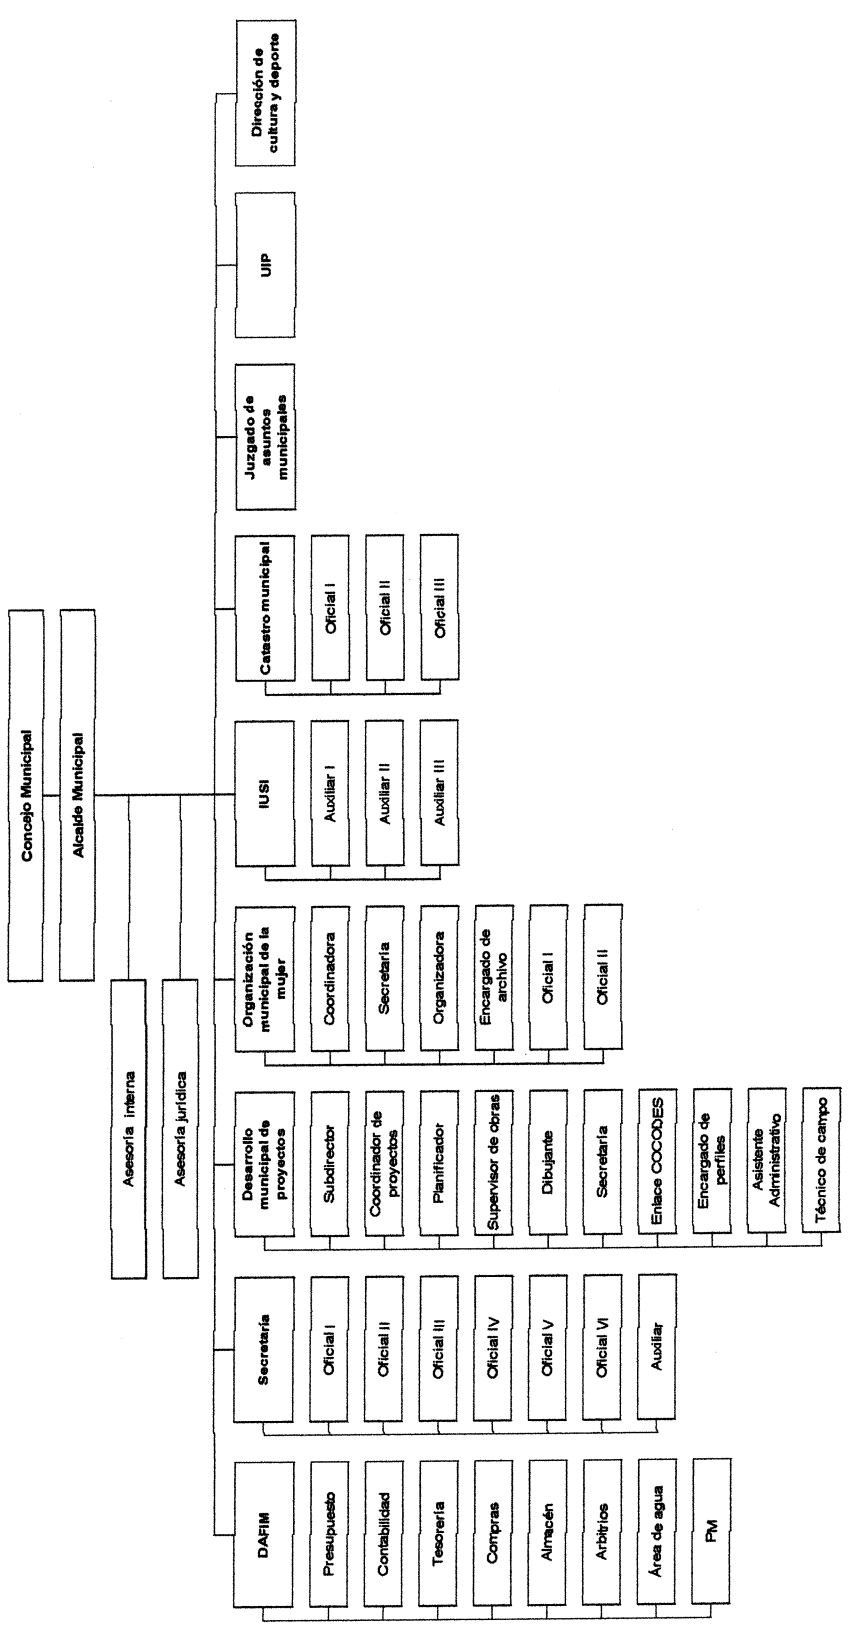 Concejo Municipal
Alcalde Municipal
Asesoría interna
Asesoría jurídica
DAFIM
Presupuesto
Contabilidad
Tesorería
Compras
Almacén
Arbitrios
Área de agua
PM
Secretaría
Oficial I
Oficial II
Oficial III
Oficial IV
Oficial V
Oficial VI
Auxiliar
Desarrollo
municipal de
proyectos
Subdirector
Coordinador de
proyectos
Planificador
Supervisor de obras
Dibujante
Secretaría
Enlace COCODES
Encargado de
perfiles
Asistente
Administrativo
Técnico de campo
Organización
municipal de la
mujer
Coordinadora
Secretaría
Organizadora
Encargado de
archivo
Oficial I
Oficial II
IUSI
Auxiliar I
Auxiliar II
Auxiliar III
Catastro municipal
Oficial I
Oficial II
Oficial III
Juzgado de
asuntos
municipales
UIP
Dirección de
cultura y deporte